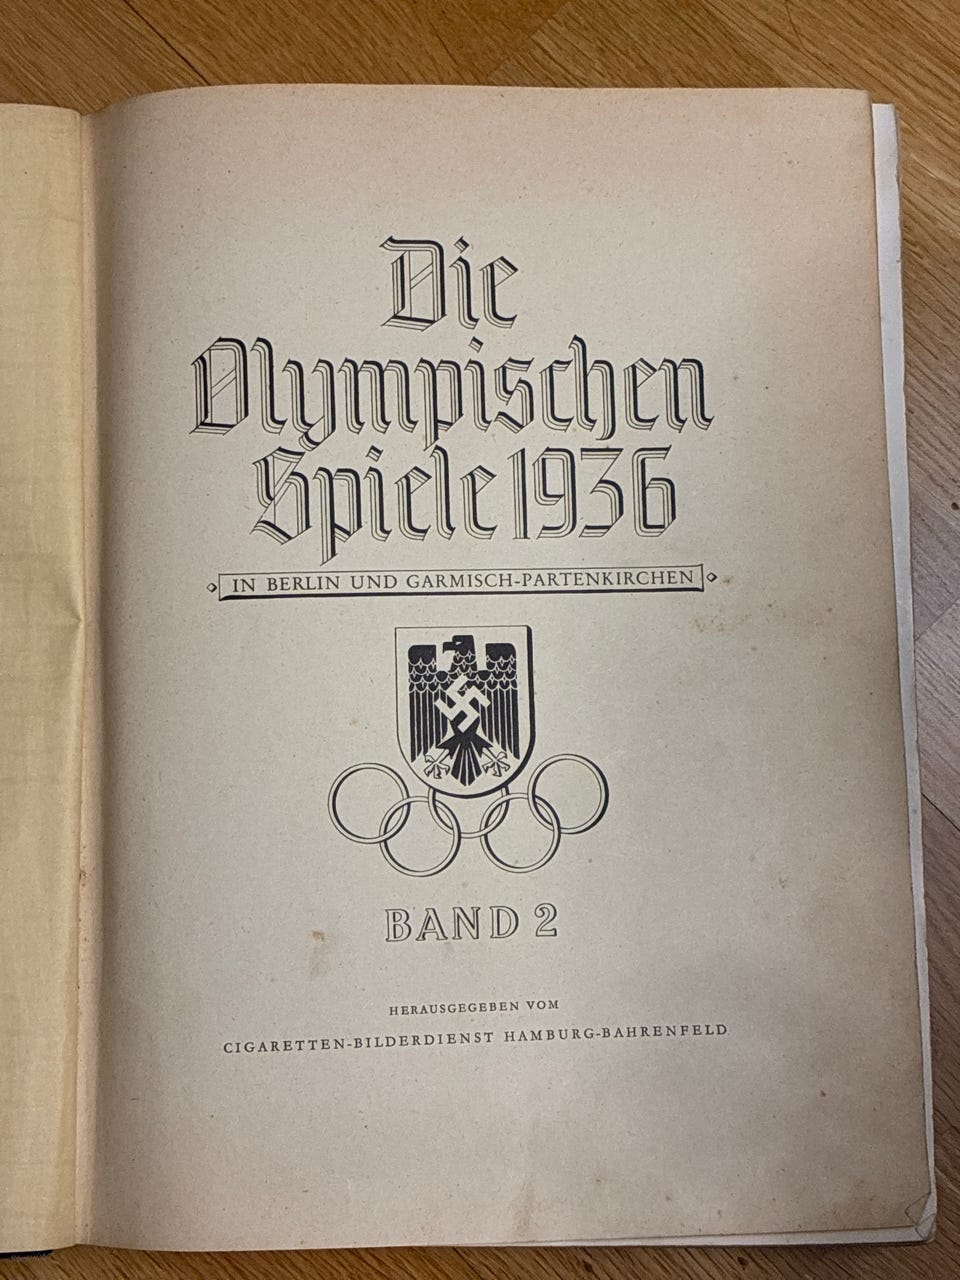 Die
Olympischen
Spiele 1936
IN BERLIN UND GARMISCH-PARTENKIRCHEN
BAND 2
HERAUSGEGEBEN VOM
CIGARETTEN-BILDERDIENST HAMBURG-BAHRENFELD